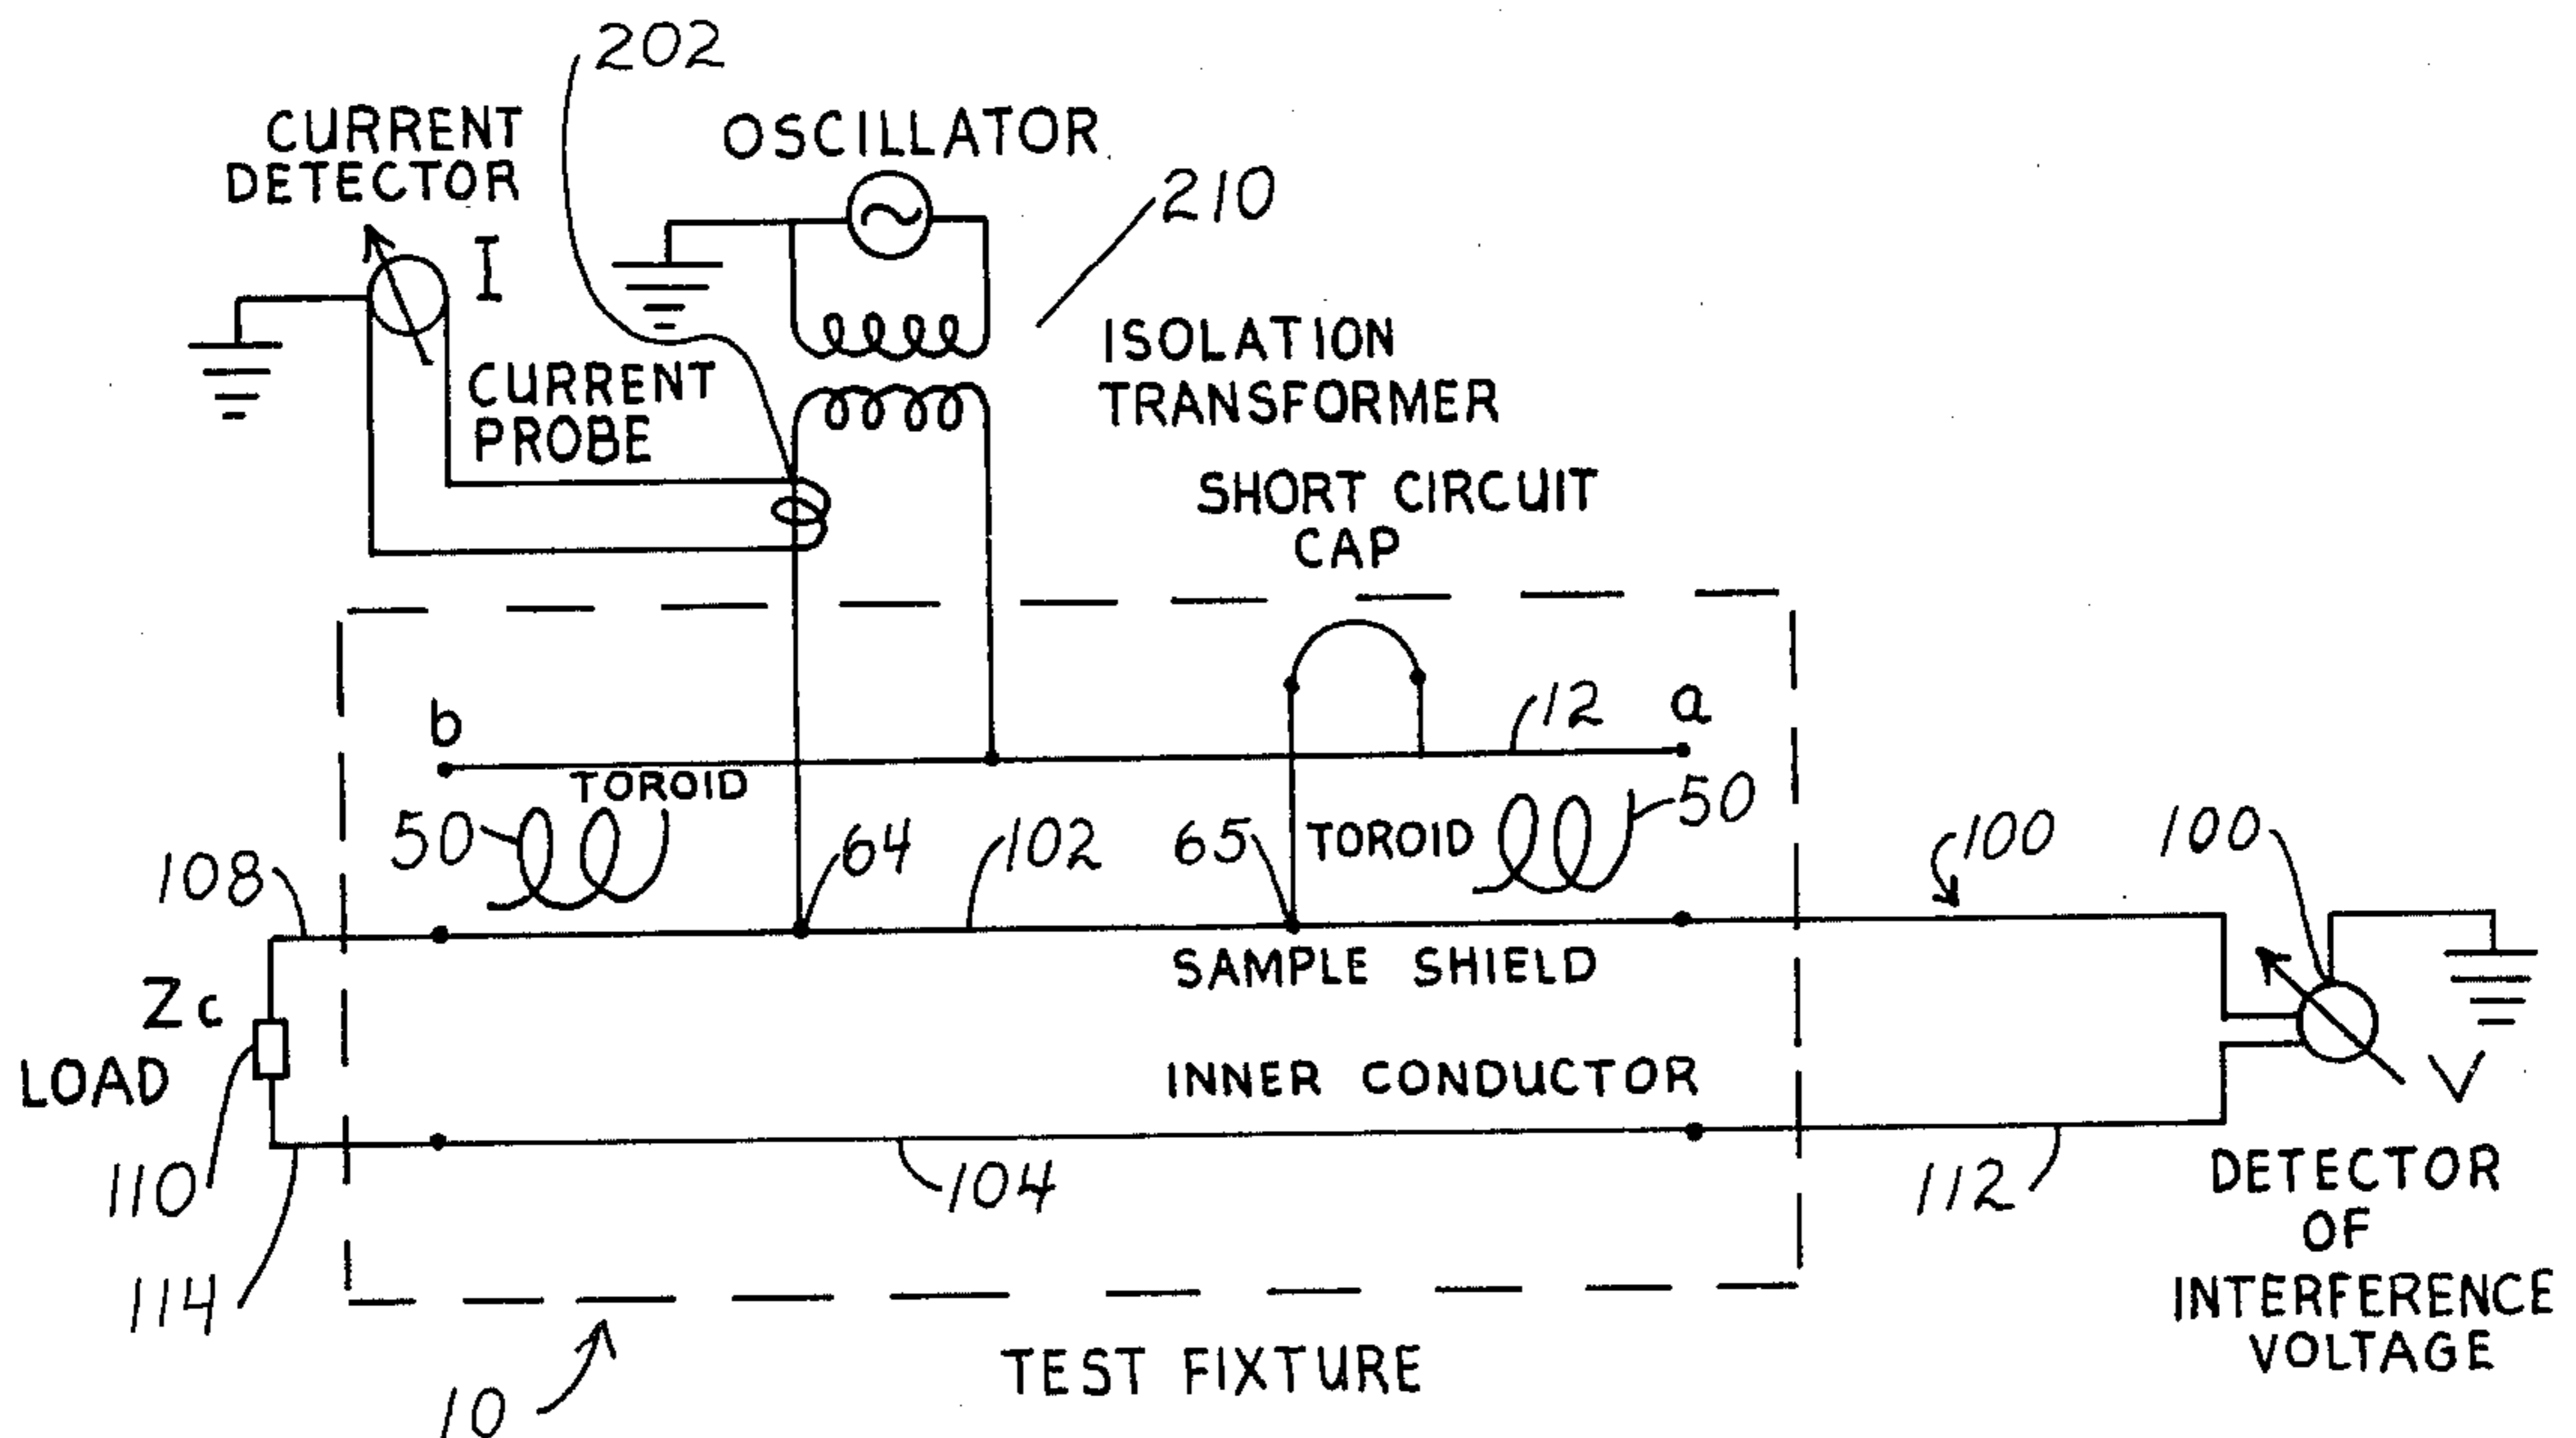 202
CURRENT
DETECTOR
I
OSCILLATOR
210
ISOLATION
TRANSFORMER
CURRENT
PROBE
SHORT CIRCUIT
CAP
b
12
a
TOROID
50
TOROID
50
108
64
102
65
100
100
SAMPLE SHIELD
Zc
LOAD
INNER CONDUCTOR
V
110
104
112
DETECTOR
OF
INTERFERENCE
VOLTAGE
114
TEST FIXTURE
10